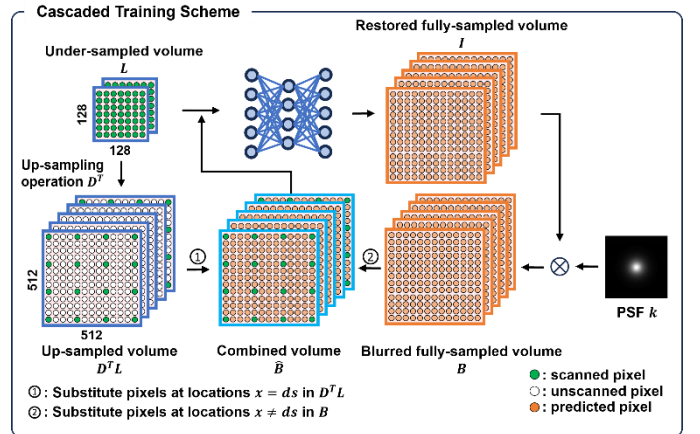 Cascaded Training Scheme
Under-sampled volume
L
Restored fully-sampled volume
I
128
128
Up-sampling
operation Dᵀ
512
512
①
②
⊗
PSF k
Up-sampled volume
DᵀL
Combined volume
B̂
Blurred fully-sampled volume
B
①: Substitute pixels at locations x = ds in DᵀL
②: Substitute pixels at locations x ≠ ds in B
: scanned pixel
: unscanned pixel
: predicted pixel